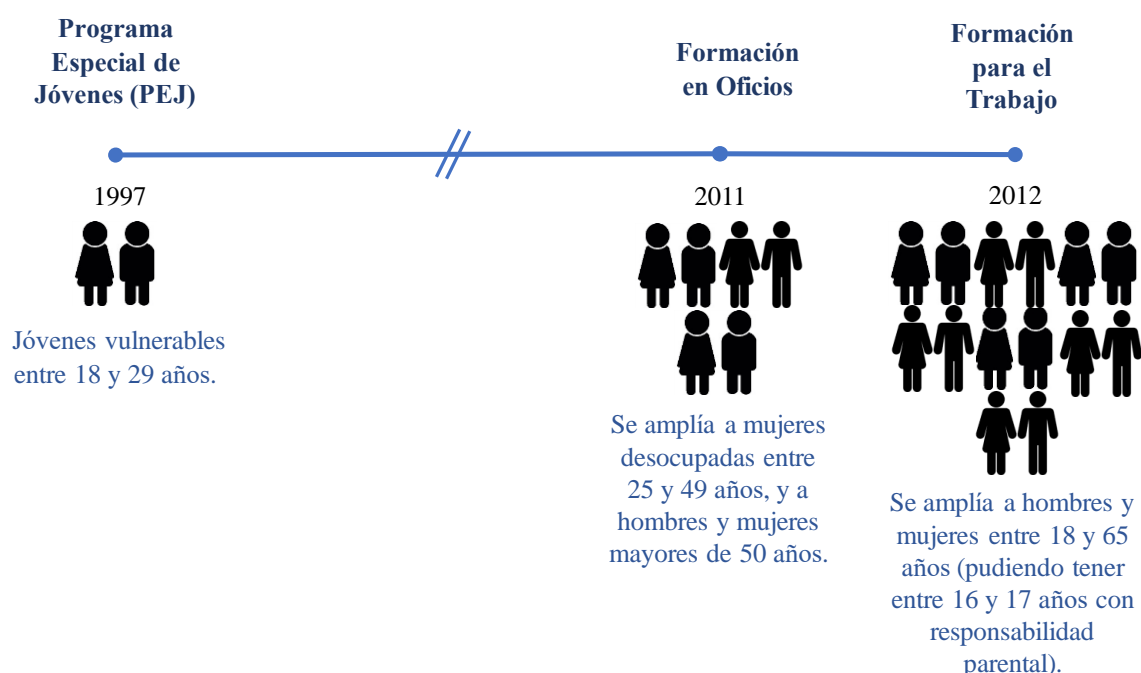 Programa
Especial de
Jóvenes (PEJ)
Formación
en Oficios
Formación
para el
Trabajo
1997
2011
2012
Jóvenes vulnerables
entre 18 y 29 años.
Se amplía a mujeres
desocupadas entre
25 y 49 años, y a
hombres y mujeres
mayores de 50 años.
Se amplía a hombres y
mujeres entre 18 y 65
años (pudiendo tener
entre 16 y 17 años con
responsabilidad
parental).